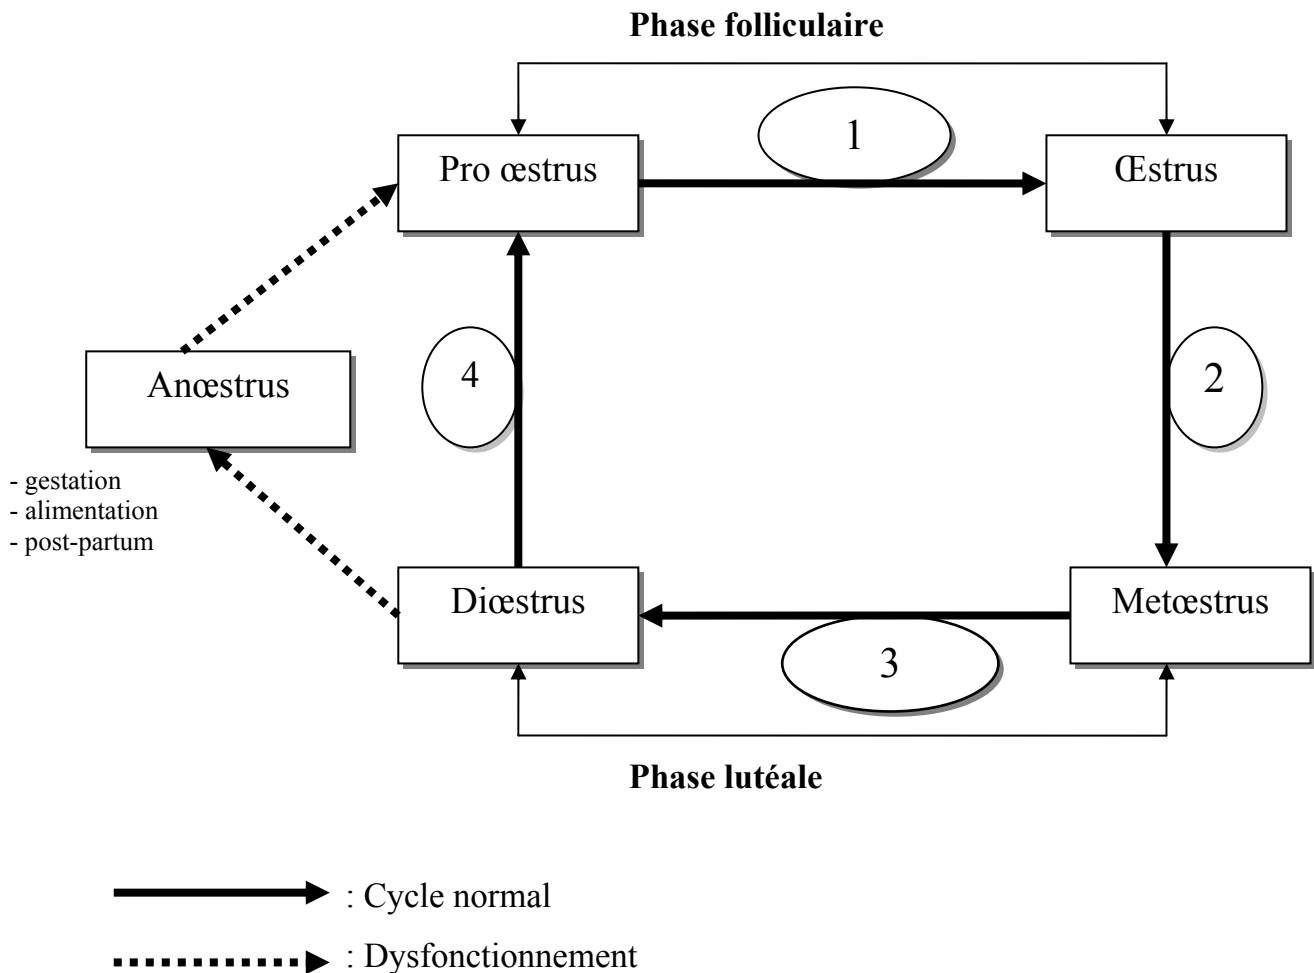 Phase folliculaire
1
Pro œstrus
Œstrus
Anœstrus
4
2
- gestation
- alimentation
- post-partum
Diœstrus
Metœstrus
3
Phase lutéale
: Cycle normal
: Dysfonctionnement